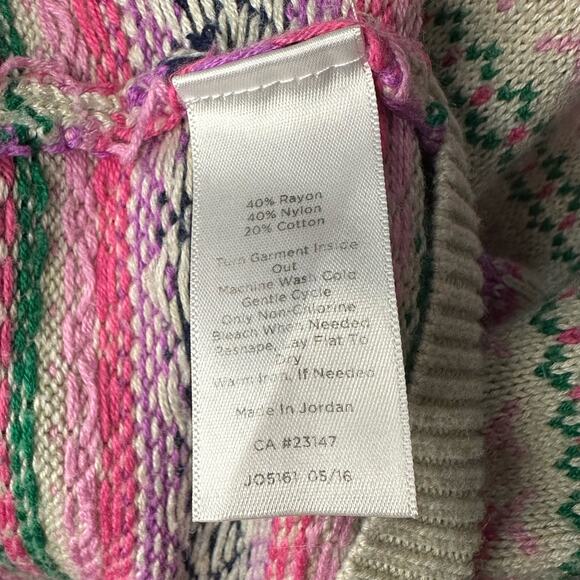 40% Rayon
40% Nylon
20% Cotton
Turn Garment Inside
Out
Machine Wash Cold
Gentle Cycle
Only Non-Chlorine
Bleach When Needed
Reshape, Lay Flat To
Dry
Warm Iron, If Needed
Made In Jordan
CA #23147
JO5161 05/16